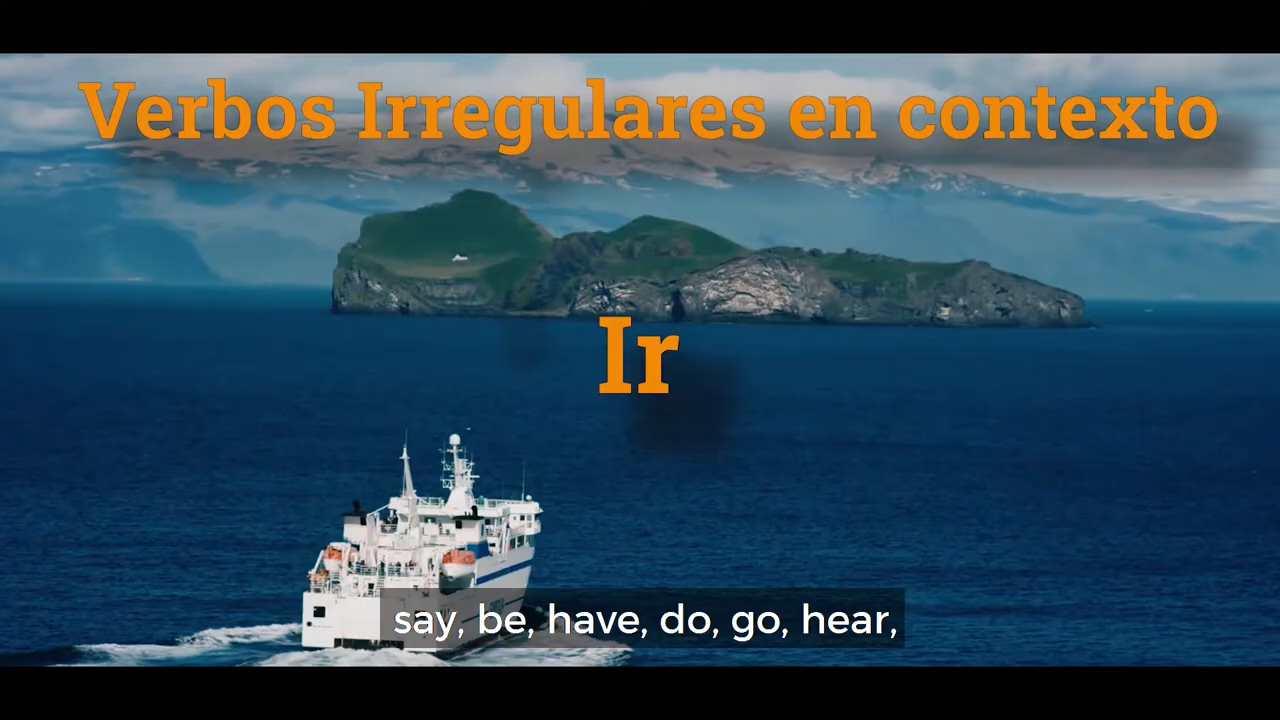 Verbos Irregulares en contexto
Ir
say, be, have, do, go, hear,